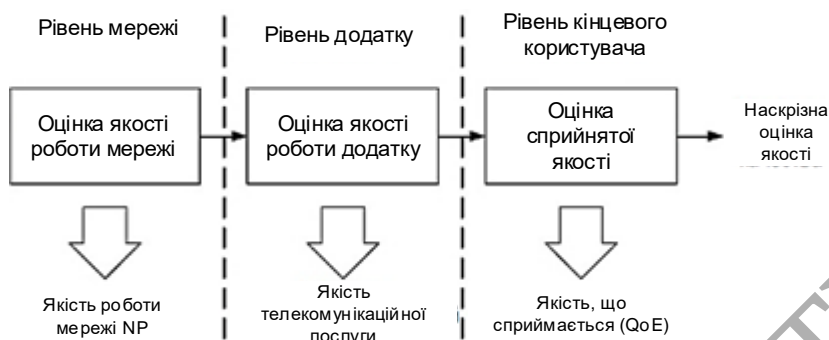 Рівень мережі
Рівень додатку
Рівень кінцевого
користувача
Оцінка якості
роботи мережі
Оцінка якості
роботи додатку
Оцінка
сприйнятої
якості
Наскрізна
оцінка
якості
Якість роботи
мережі NP
Якість
телекомунікаційної
послуги
Якість, що
сприймається (QoE)